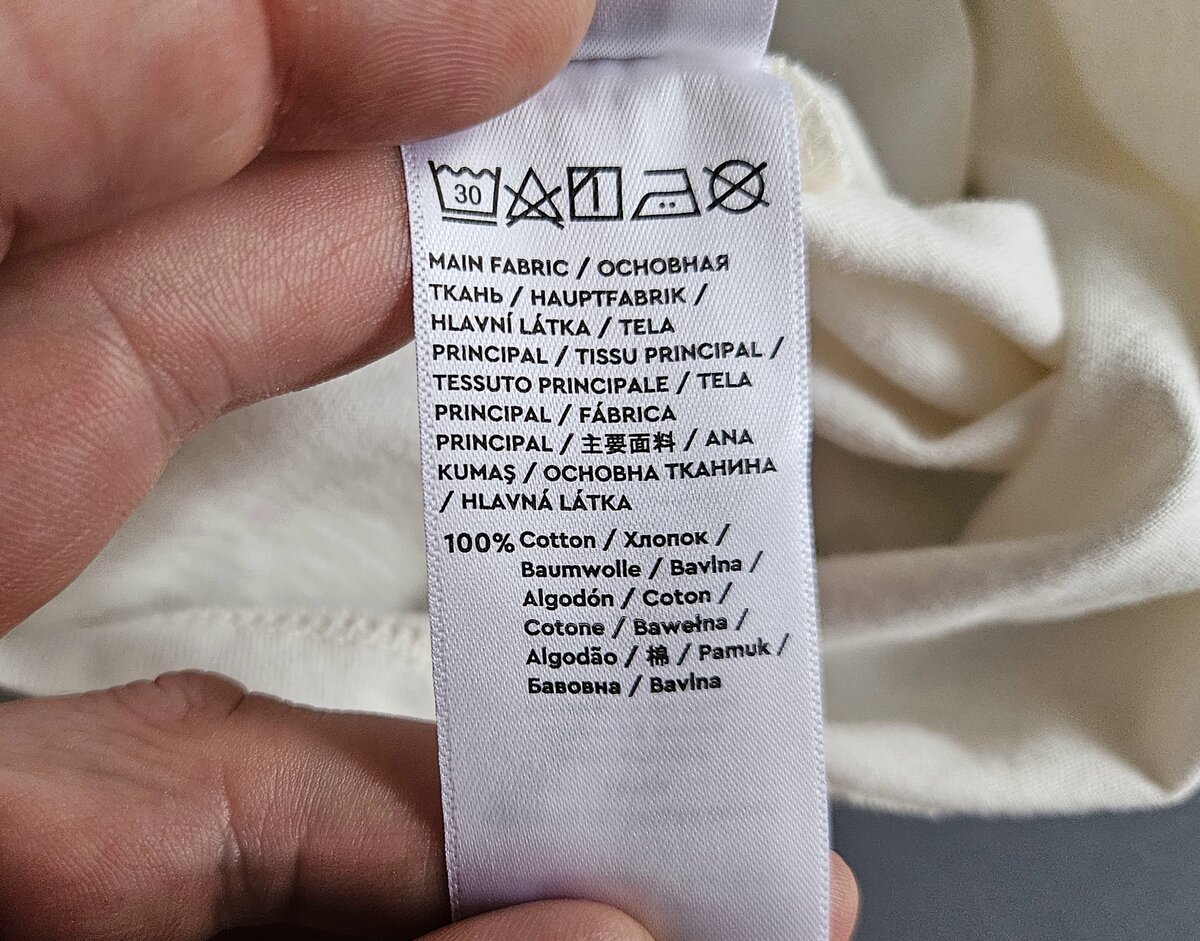 30
MAIN FABRIC / ОСНОВНАЯ
ТКАНЬ / HAUPTFABRIK /
HLAVNÍ LÁTKA / TELA
PRINCIPAL / TISSU PRINCIPAL /
TESSUTO PRINCIPALE / TELA
PRINCIPAL / FÁBRICA
PRINCIPAL / 主要面料 / ANA
KUMAŞ / ОСНОВНА ТКАНИНА
/ HLAVNÁ LÁTKA
100% Cotton / Хлопок /
Baumwolle / Bavlna /
Algodón / Coton /
Cotone / Bawełna /
Algodão / 棉 / Pamuk /
Бавовна / Bavlna